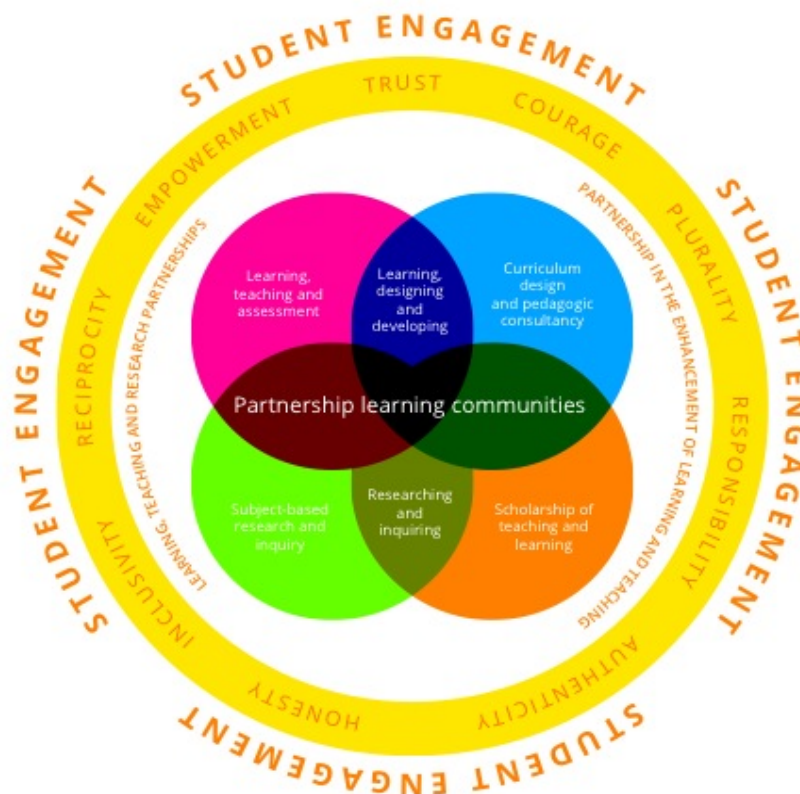 STUDENT ENGAGEMENT
STUDENT ENGAGEMENT
STUDENT ENGAGEMENT
STUDENT ENGAGEMENT
TRUST
COURAGE
PLURALITY
RESPONSIBILITY
AUTHENTICITY
HONESTY
INCLUSIVITY
RECIPROCITY
EMPOWERMENT
LEARNING, TEACHING AND RESEARCH PARTNERSHIPS
PARTNERSHIP IN THE ENHANCEMENT OF LEARNING AND TEACHING
Learning,
teaching and
assessment
Learning,
designing
and
developing
Curriculum
design
and pedagogic
consultancy
Partnership learning communities
Subject-based
research and
inquiry
Researching
and
inquiring
Scholarship of
teaching and
learning